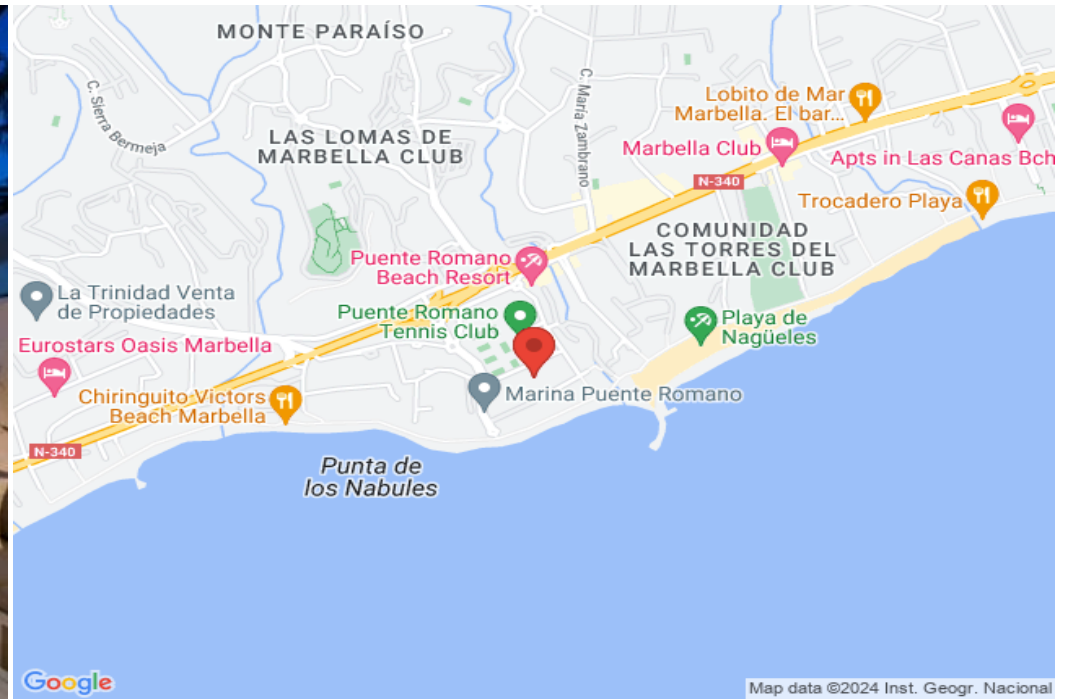 MONTE PARAÍSO
C. Sierra Bermeja
LAS LOMAS DE
MARBELLA CLUB
C. María Zambrano
Lobito de Mar
Marbella. El bar...
Marbella Club
Apts in Las Canas Bch
N-340
Trocadero Playa
COMUNIDAD
LAS TORRES DEL
MARBELLA CLUB
Puente Romano
Beach Resort
La Trinidad Venta
de Propiedades
Puente Romano
Tennis Club
Playa de
Nagüeles
Eurostars Oasis Marbella
Chiringuito Victors
Beach Marbella
Marina Puente Romano
N-340
Punta de
los Nabules
Google
Map data ©2024 Inst. Geogr. Nacional